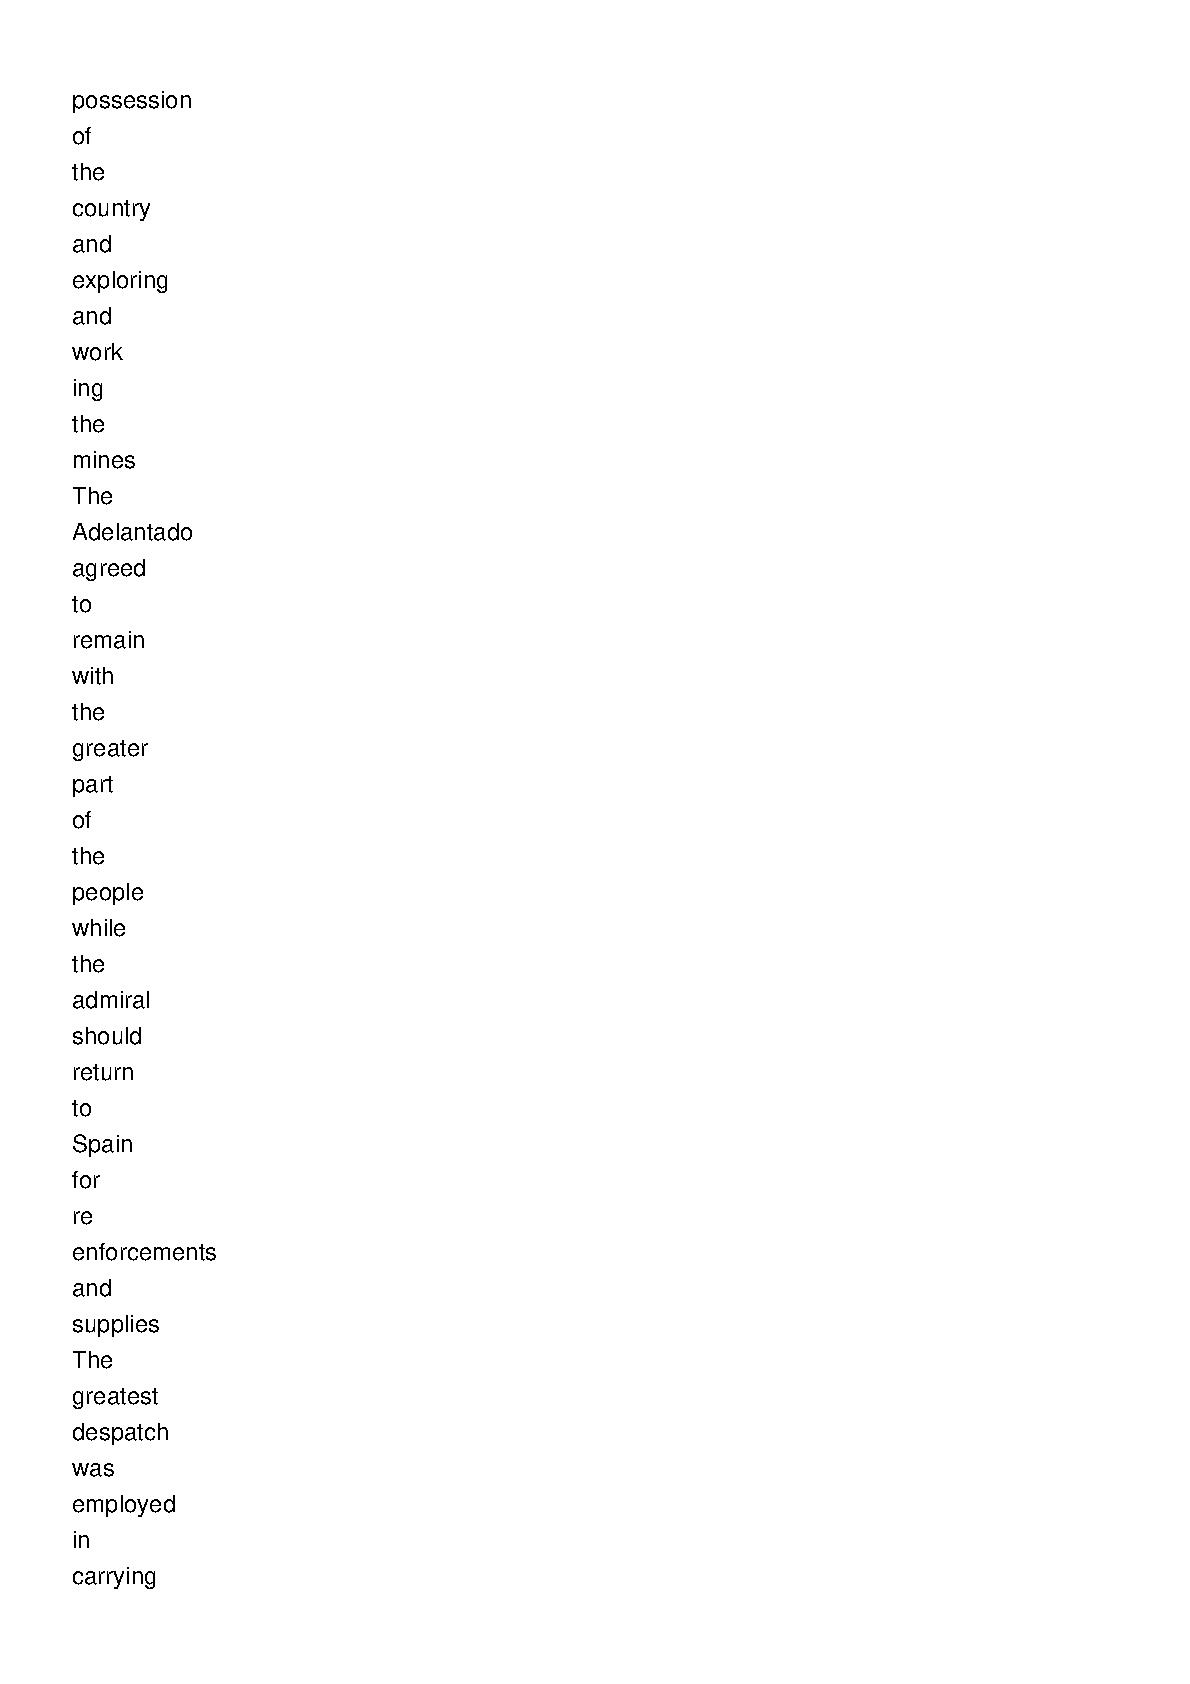 possession
of
the
country
and
exploring
and
work
ing
the
mines
The
Adelantado
agreed
to
remain
with
the
greater
part
of
the
people
while
the
admiral
should
return
to
Spain
for
re
enforcements
and
supplies
The
greatest
despatch
was
employed
in
carrying